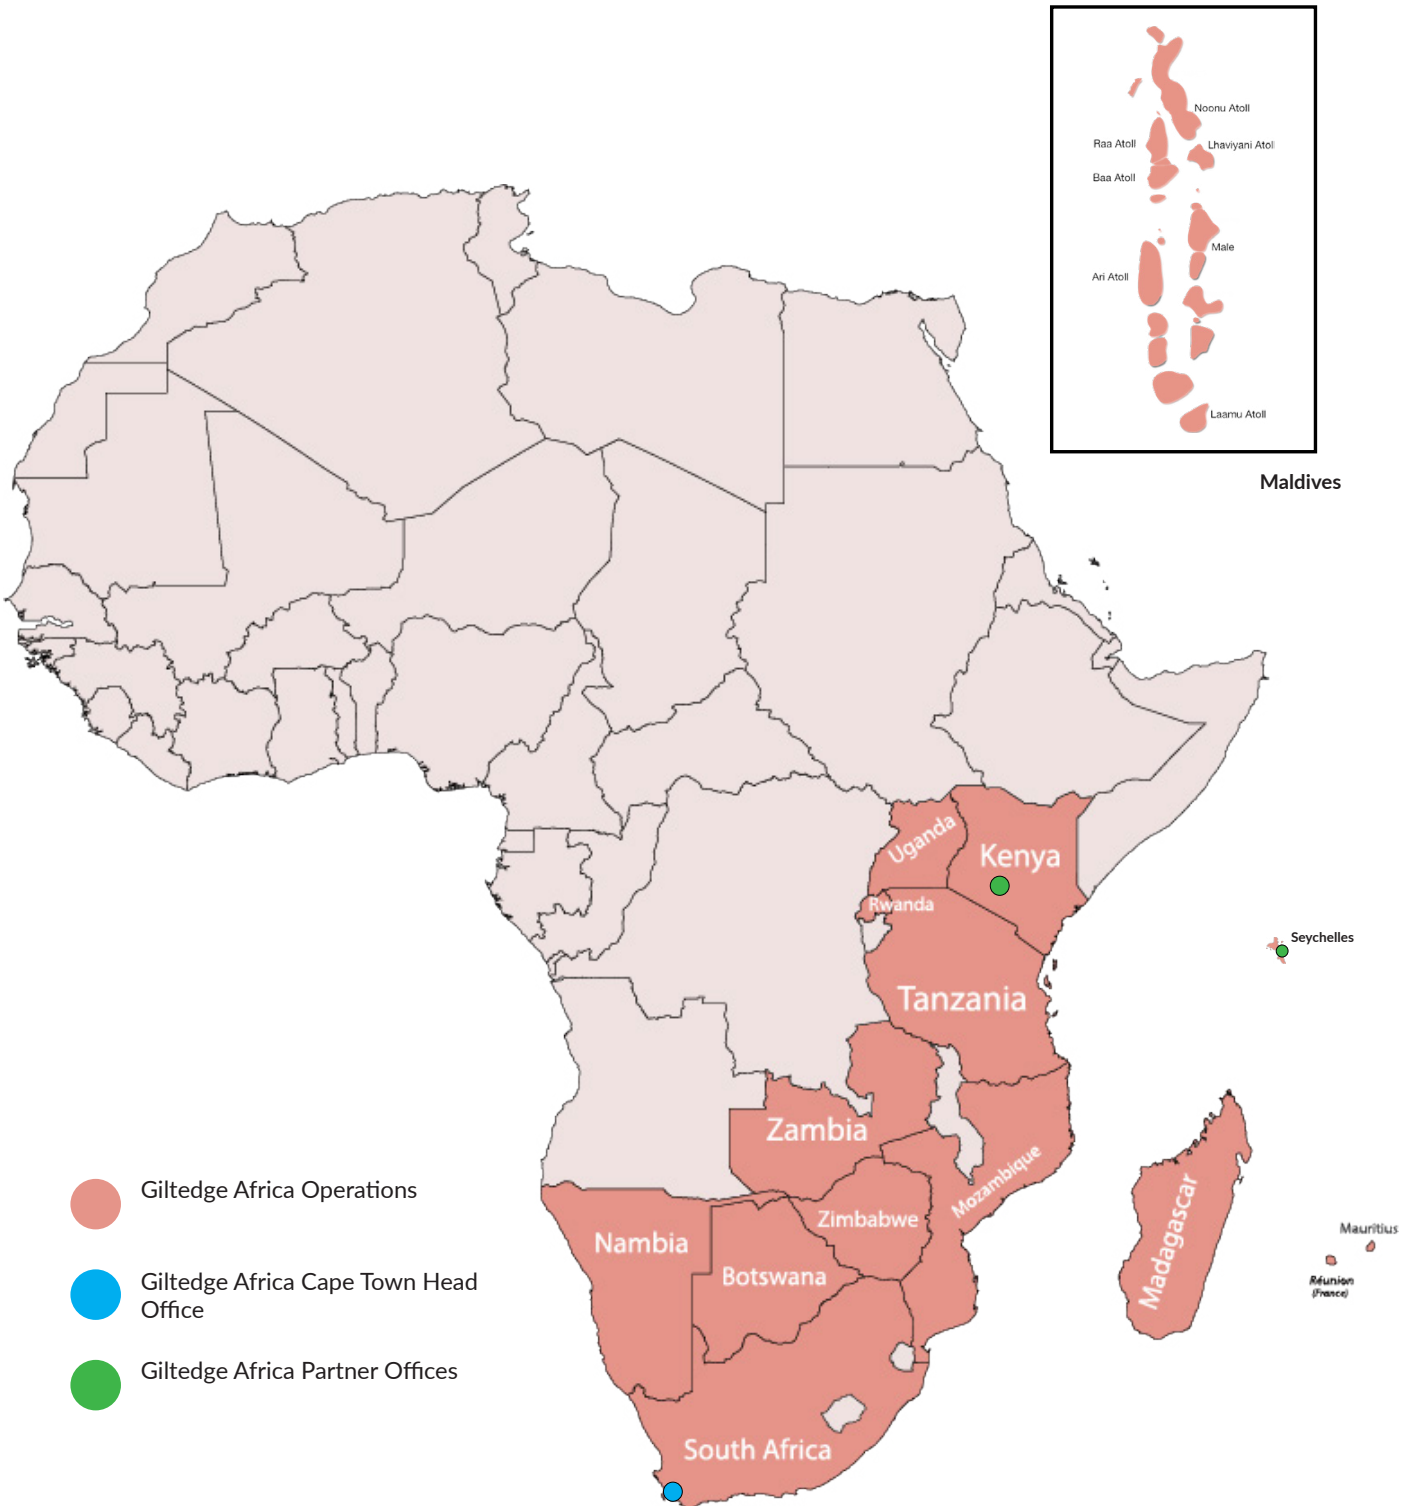 Noonu Atoll
Raa Atoll
Lhaviyani Atoll
Baa Atoll
Male
Ari Atoll
Laamu Atoll
Maldives
Uganda
Kenya
Rwanda
Seychelles
Tanzania
Zambia
Mozambique
Madagascar
Zimbabwe
Nambia
Botswana
Mauritius
Réunion
(France)
South Africa
Giltedge Africa Operations
Giltedge Africa Cape Town Head
Office
Giltedge Africa Partner Offices